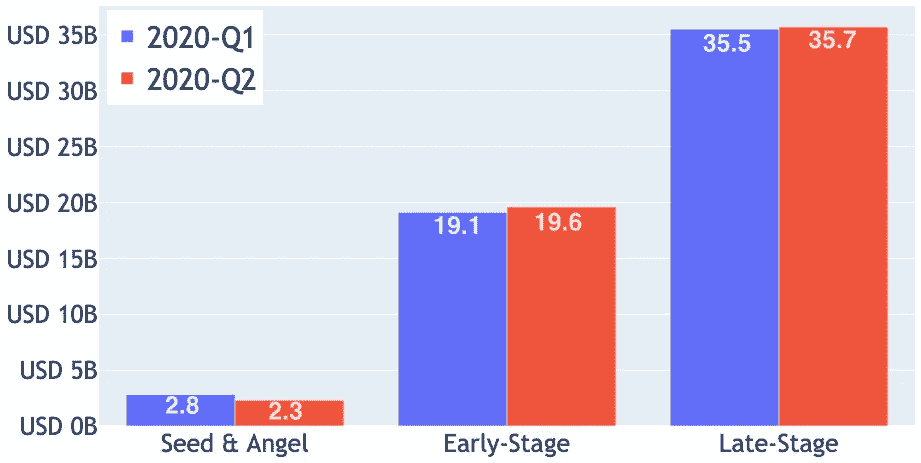 2020-Q1
2020-Q2
USD 35B
USD 30B
USD 25B
USD 20B
USD 15B
USD 10B
USD 5B
USD 0B
2.8
2.3
19.1
19.6
35.5
35.7
Seed & Angel
Early-Stage
Late-Stage